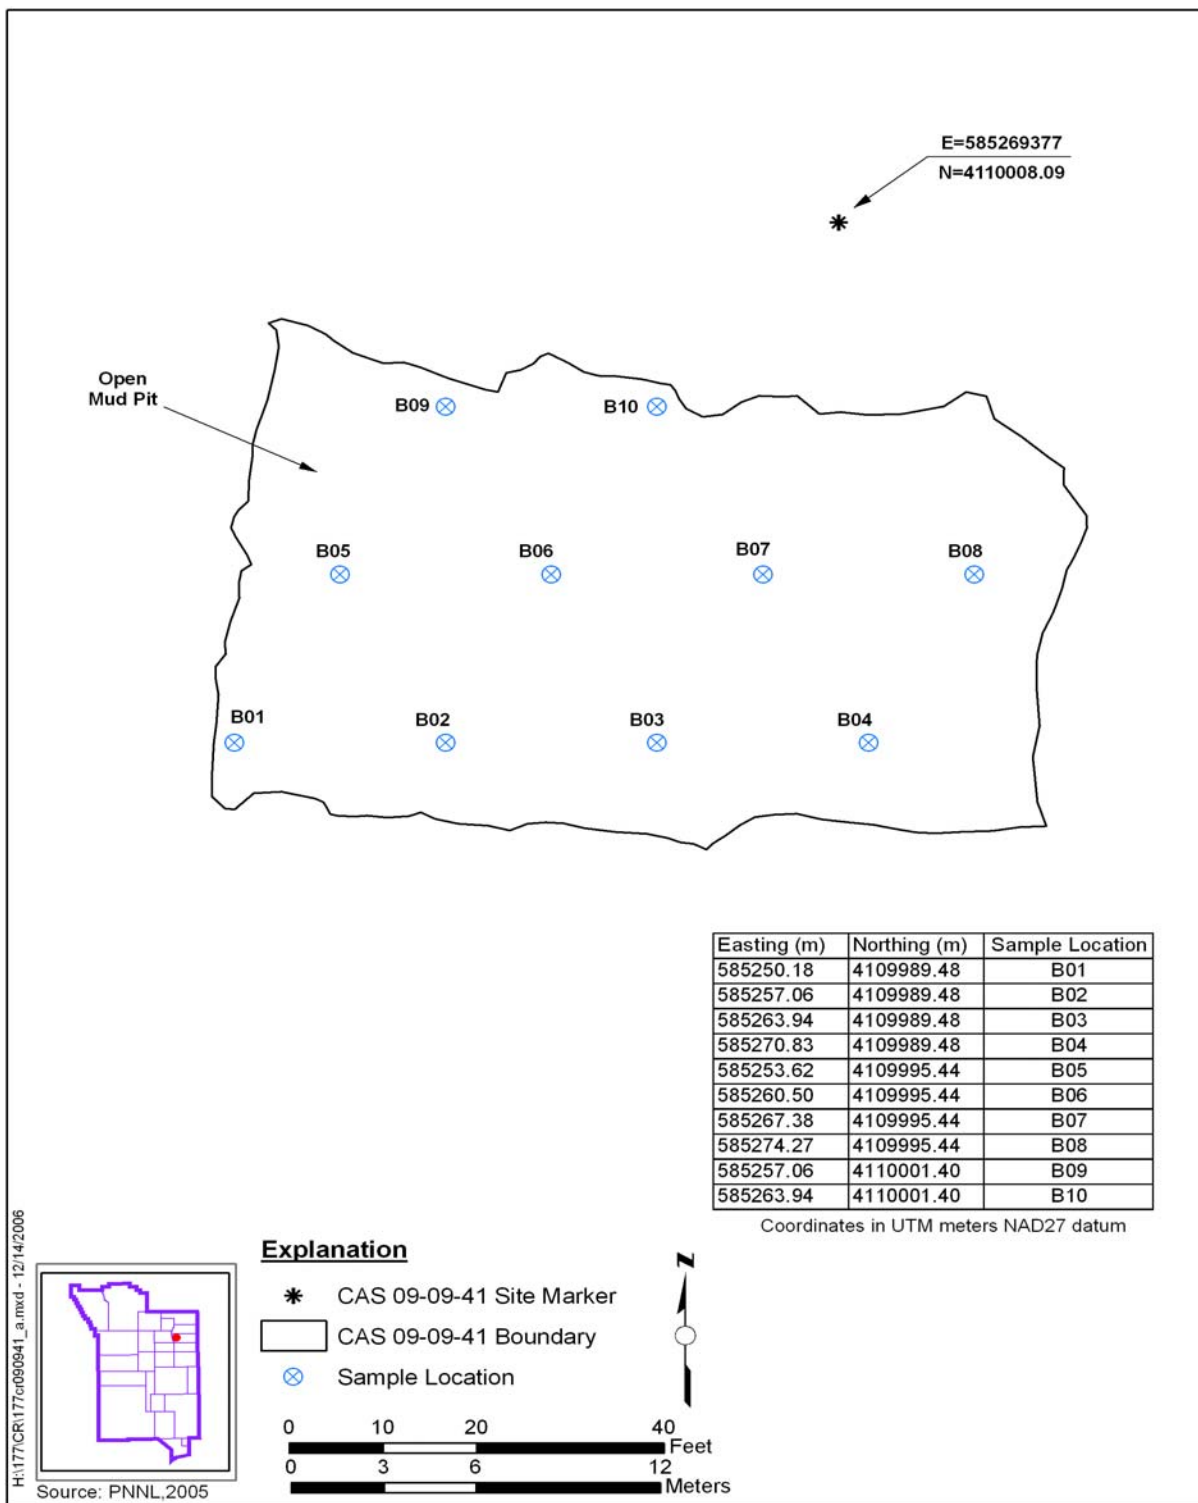 E=585269377
N=4110008.09
Open
Mud Pit
B09
B10
B05
B06
B07
B08
B01
B02
B03
B04
Easting (m) Northing (m) Sample Location
585250.18 4109989.48 B01
585257.06 4109989.48 B02
585263.94 4109989.48 B03
585270.83 4109989.48 B04
585253.62 4109995.44 B05
585260.50 4109995.44 B06
585267.38 4109995.44 B07
585274.27 4109995.44 B08
585257.06 4110001.40 B09
585263.94 4110001.40 B10
Coordinates in UTM meters NAD27 datum
H:\177\CR\177cr090941_a.mxd - 12/14/2006
Source: PNNL,2005
Explanation
CAS 09-09-41 Site Marker
CAS 09-09-41 Boundary
Sample Location
N
0 10 20 40
Feet
0 3 6 12
Meters